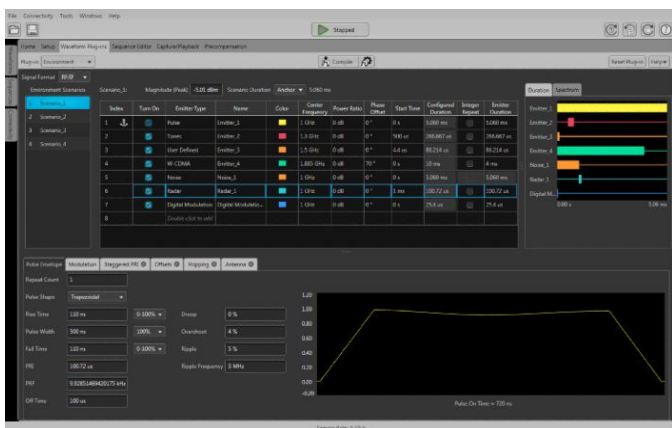 File Connectivity Tools Windows Help
Stopped
Home Setup Waveform Plug-ins Sequence Editor Capture/Playback Precompensation
Plug-in: Environment Compile Reset Plug-in Help
Signal Format RF/IF
Environment Scenarios Scenario_1: Magnitude (Peak) -5.01 dBm Scenario Duration Anchor 5.060 ms
Duration Spectrum
1 Scenario_1
2 Scenario_2
3 Scenario_3
4 Scenario_4
Index Turn On Emitter Type Name Color Center Frequency Power Ratio Phase Offset Start Time Configured Duration Integer Repeat Emitter Duration
1 Pulse Emitter_1 1 GHz 0 dB 0 ° 0 s 5.060 ms 5.060 ms
2 Tones Emitter_2 1.3 GHz 0 dB 0 ° 500 us 266.667 us 266.667 us
3 User Defined Emitter_3 1.5 GHz 0 dB 0 ° 4.4 us 86.214 us 86.214 us
4 W-CDMA Emitter_4 1.885 GHz 0 dB 70 ° 0 s 10 ms 4 ms
5 Noise Noise_1 1 GHz 0 dB 0 ° 0 s 5.060 ms 5.060 ms
6 Radar Radar_1 1 GHz 0 dB 0 ° 1 ms 100.72 us 100.72 us
7 Digital Modulation Digital Modulatio... 1 GHz 0 dB 0 ° 0 s 25.6 us 25.6 us
8 Double click to add
Emitter_1
Emitter_2
Emitter_3
Emitter_4
Noise_1
Radar_1
Digital M...
0.00 s 5.06 ms
Pulse Envelope Modulation Staggered PRI Offsets Hopping Antenna
Repeat Count 1
Pulse Shape Trapezoidal
Rise Time 110 ns 0-100% Droop 0 %
Pulse Width 500 ns 100% Overshoot 4 %
Fall Time 110 ns 0-100% Ripple 5 %
PRI 100.72 us Ripple Frequency 3 MHz
PRF 9.92851469420175 kHz
Off Time 100 us
1.20
1.00
0.80
0.60
0.40
0.20
-0.00
Pulse On Time = 720 ns